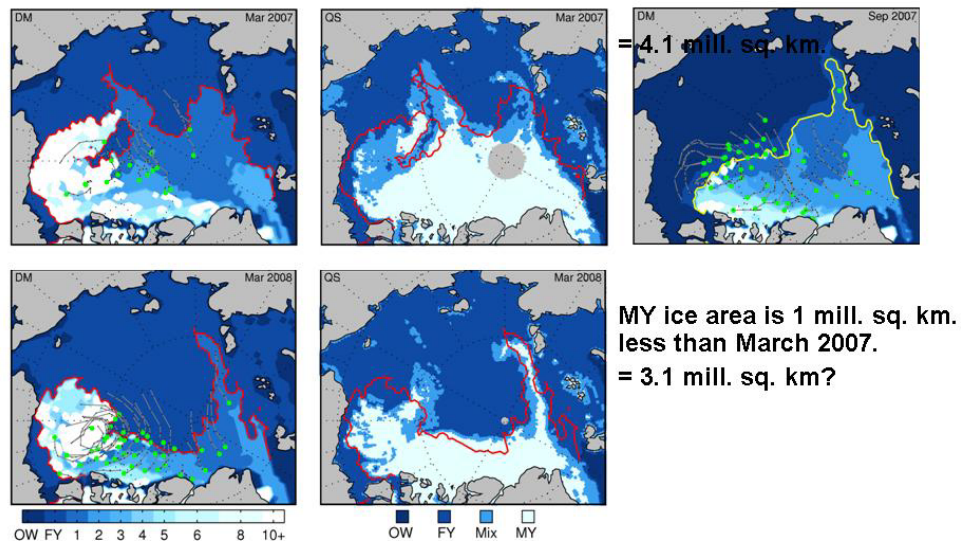 DM Mar 2007
QS Mar 2007
DM Sep 2007
= 4.1 mill. sq. km.
DM Mar 2008
QS Mar 2008
MY ice area is 1 mill. sq. km.
less than March 2007.
= 3.1 mill. sq. km?
OW FY 1 2 3 4 5 6 8 10+
OW FY Mix MY